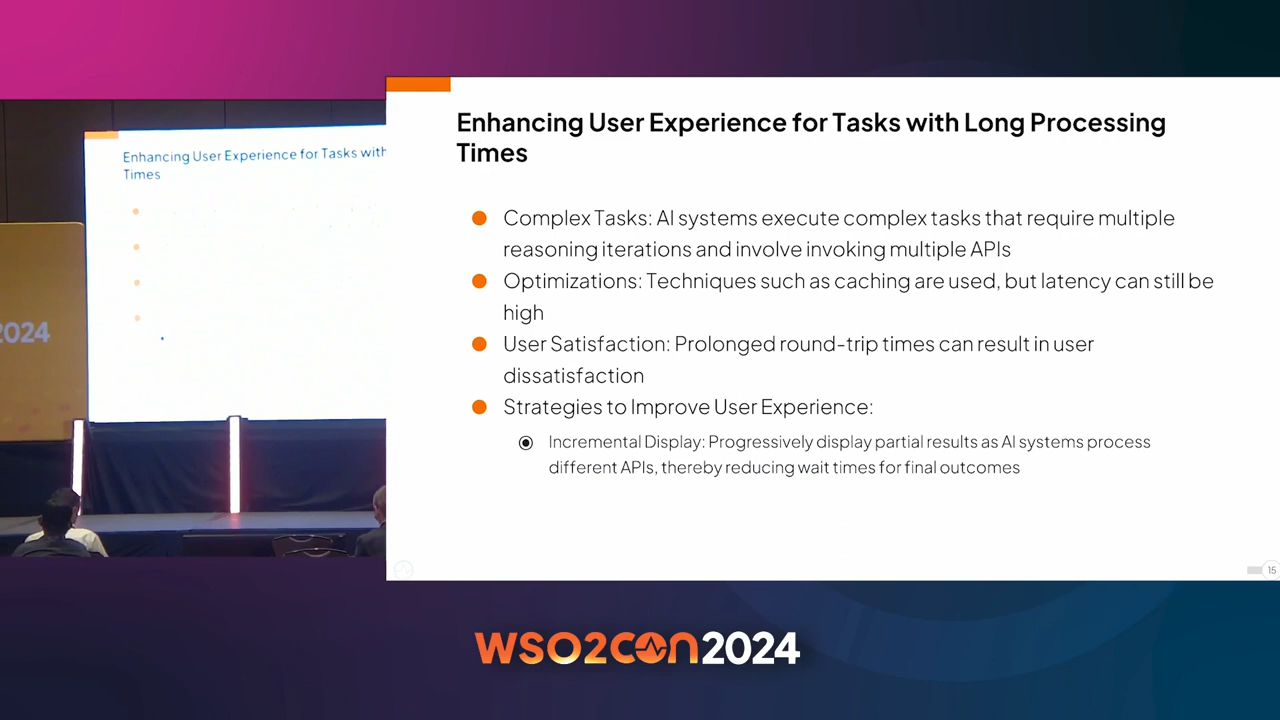 Enhancing User Experience for Tasks with
Times
2024
Enhancing User Experience for Tasks with Long Processing
Times
Complex Tasks: AI systems execute complex tasks that require multiple
reasoning iterations and involve invoking multiple APIs
Optimizations: Techniques such as caching are used, but latency can still be
high
User Satisfaction: Prolonged round-trip times can result in user
dissatisfaction
Strategies to Improve User Experience:
Incremental Display: Progressively display partial results as AI systems process
different APIs, thereby reducing wait times for final outcomes
15
WSO2CON2024